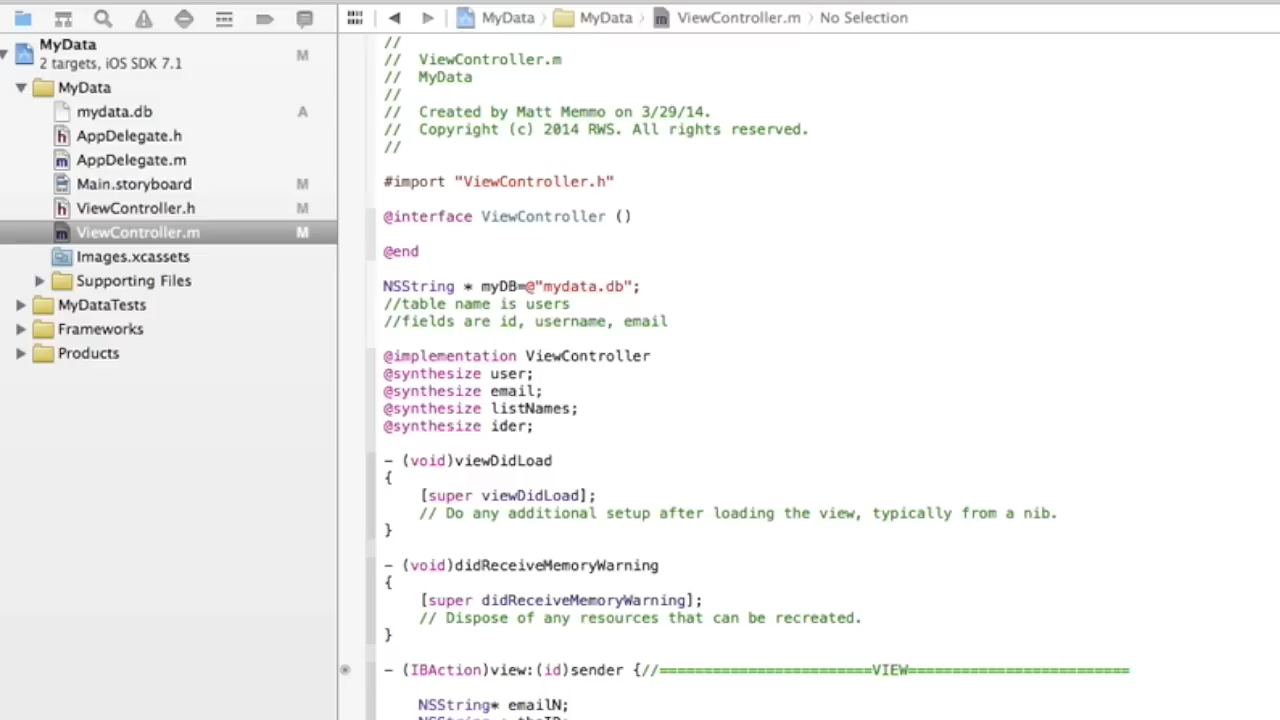 MyData
2 targets, iOS SDK 7.1
M
MyData
mydata.db
A
AppDelegate.h
AppDelegate.m
Main.storyboard
M
ViewController.h
M
ViewController.m
M
Images.xcassets
Supporting Files
MyDataTests
Frameworks
Products
MyData
MyData
ViewController.m
No Selection
//
//  ViewController.m
//  MyData
//
//  Created by Matt Memmo on 3/29/14.
//  Copyright (c) 2014 RWS. All rights reserved.
//
#import "ViewController.h"
@interface ViewController ()
@end
NSString * myDB=@"mydata.db";
//table name is users
//fields are id, username, email
@implementation ViewController
@synthesize user;
@synthesize email;
@synthesize listNames;
@synthesize ider;
- (void)viewDidLoad
{
[super viewDidLoad];
// Do any additional setup after loading the view, typically from a nib.
}
- (void)didReceiveMemoryWarning
{
[super didReceiveMemoryWarning];
// Dispose of any resources that can be recreated.
}
- (IBAction)view:(id)sender {//========================VIEW=========================
NSString* emailN;